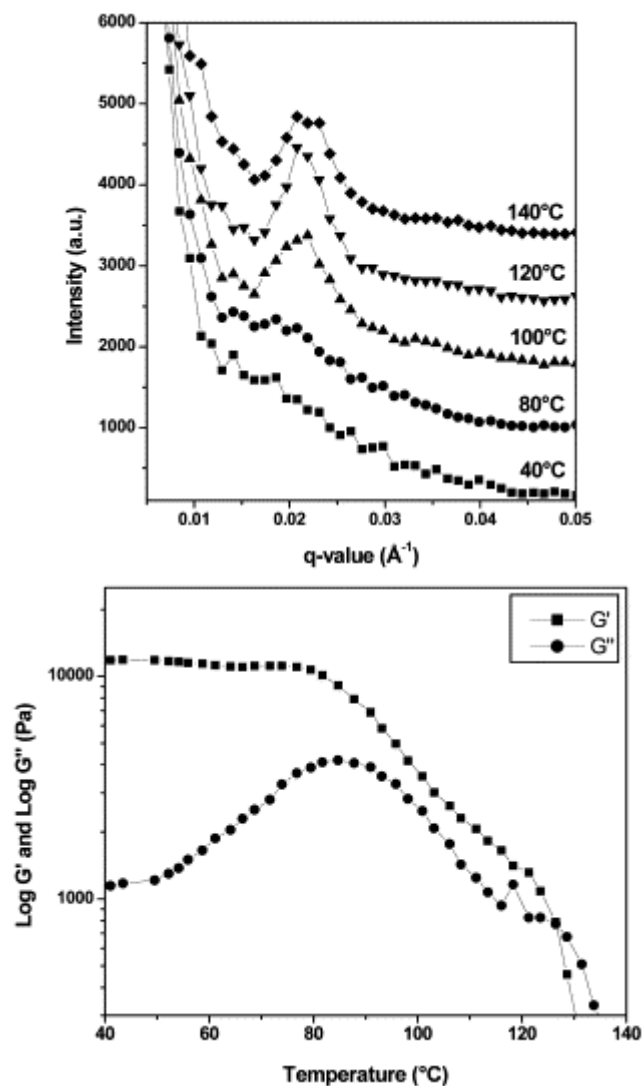 6000
5000
4000
3000
2000
1000
Intensity (a.u.)
140°C
120°C
100°C
80°C
40°C
0.01 0.02 0.03 0.04 0.05
q-value (Å⁻¹)
G'
G"
10000
1000
Log G' and Log G" (Pa)
40 60 80 100 120 140
Temperature (°C)